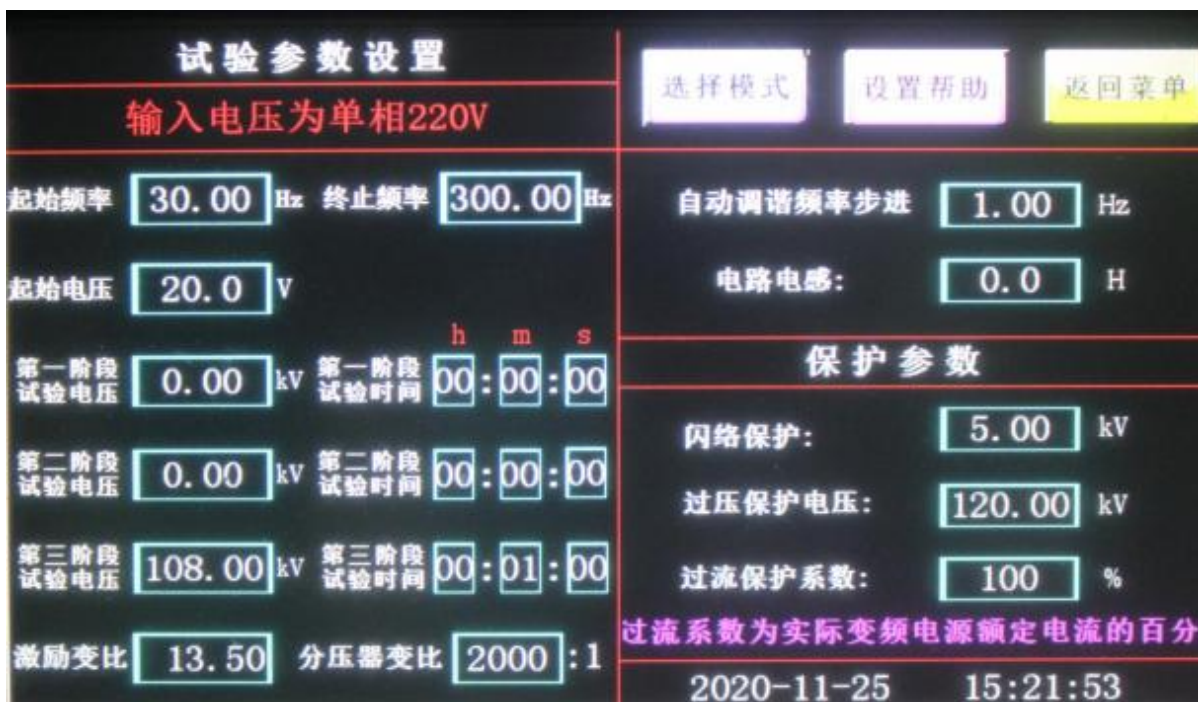 试验参数设置
输入电压为单相220V
选择模式 设置帮助 返回菜单
起始频率 30.00 Hz 终止频率 300.00 Hz
起始电压 20.0 V
h m s
第一阶段试验电压 0.00 kV 第一阶段试验时间 00:00:00
第二阶段试验电压 0.00 kV 第二阶段试验时间 00:00:00
第三阶段试验电压 108.00 kV 第三阶段试验时间 00:01:00
激励变比 13.50 分压器变比 2000 :1
自动调谐频率步进 1.00 Hz
电路电感: 0.0 H
保护参数
闪络保护: 5.00 kV
过压保护电压: 120.00 kV
过流保护系数: 100 %
过流系数为实际变频电源额定电流的百分
2020-11-25 15:21:53